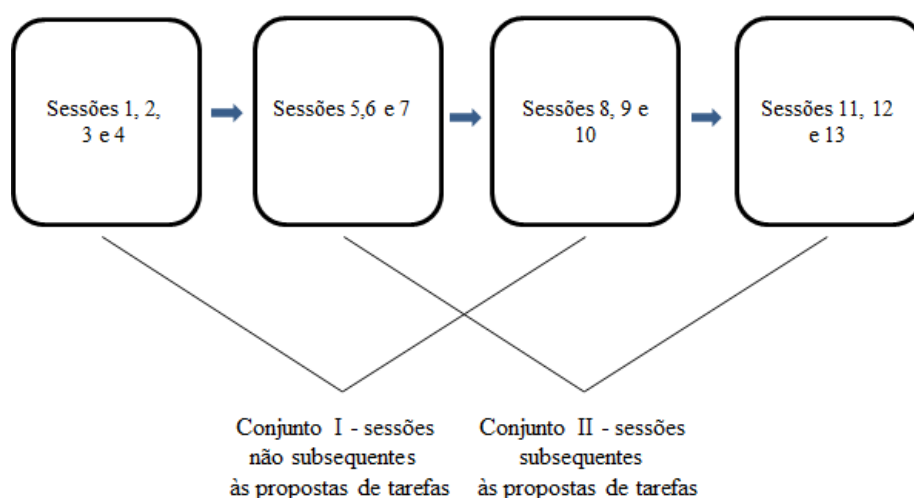 Sessões 1, 2,
3 e 4
Sessões 5,6 e 7
Sessões 8, 9 e
10
Sessões 11, 12
e 13
Conjunto I - sessões
não subsequentes
às propostas de tarefas
Conjunto II - sessões
subsequentes
às propostas de tarefas